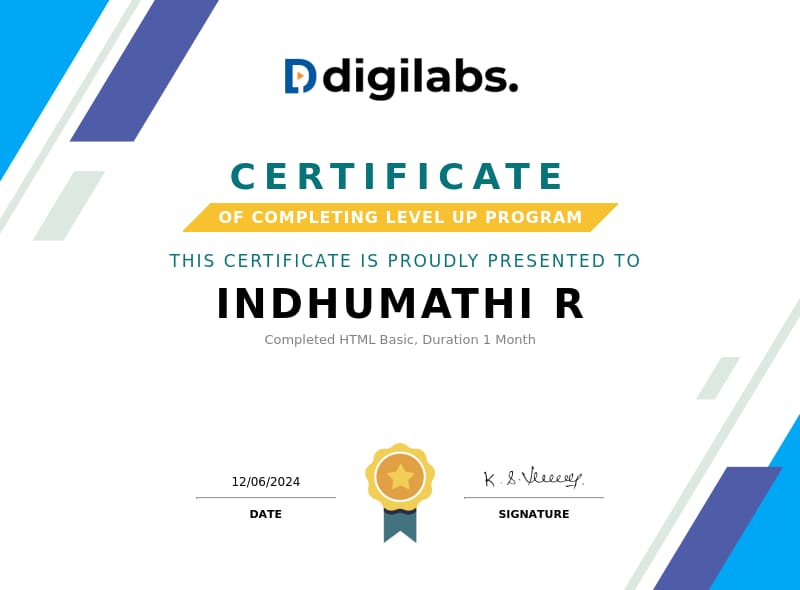 digilabs.
CERTIFICATE
OF COMPLETING LEVEL UP PROGRAM
THIS CERTIFICATE IS PROUDLY PRESENTED TO
INDHUMATHI R
Completed HTML Basic, Duration 1 Month
12/06/2024
DATE
K. S.
SIGNATURE